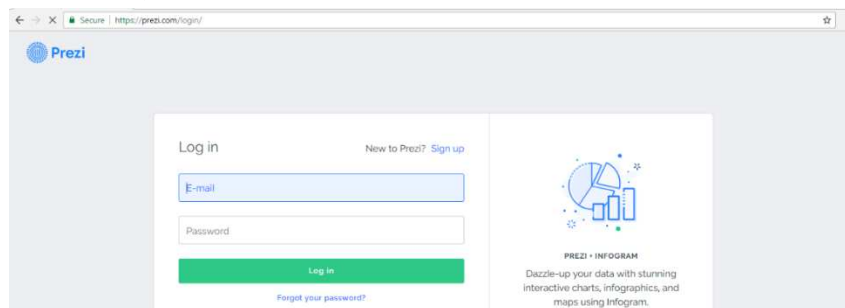 Secure | https://prezi.com/login/
Prezi
Log in
New to Prezi? Sign up
E-mail
Password
Log in
Forgot your password?
PREZI + INFOGRAM
Dazzle-up your data with stunning
interactive charts, infographics, and
maps using Infogram.